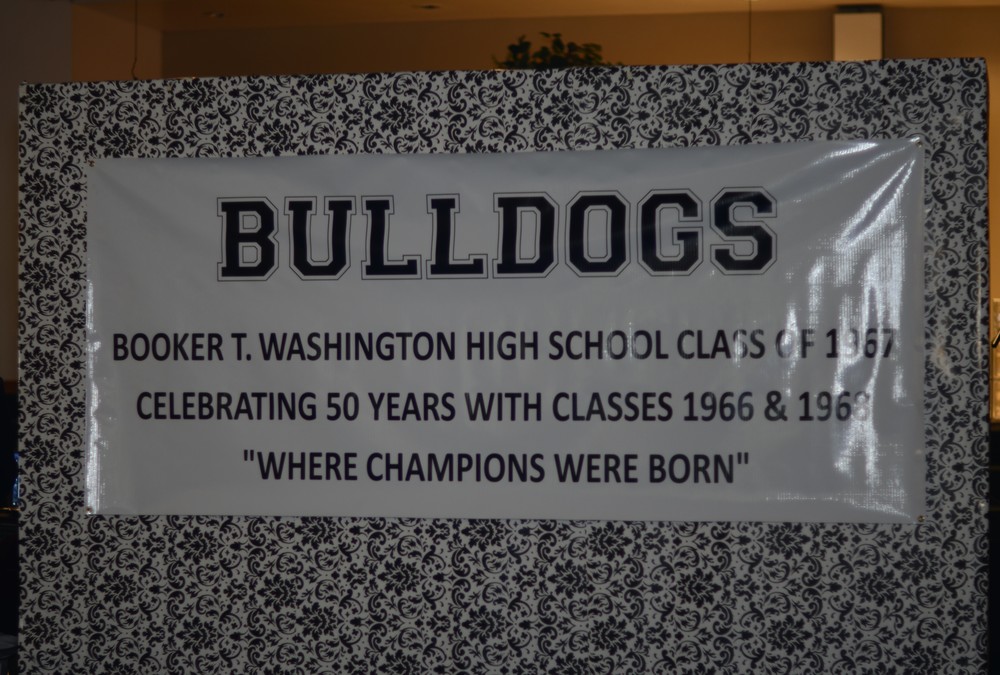 BULLDOGS
BOOKER T. WASHINGTON HIGH SCHOOL CLASS OF 1967
CELEBRATING 50 YEARS WITH CLASSES 1966 & 1968
"WHERE CHAMPIONS WERE BORN"